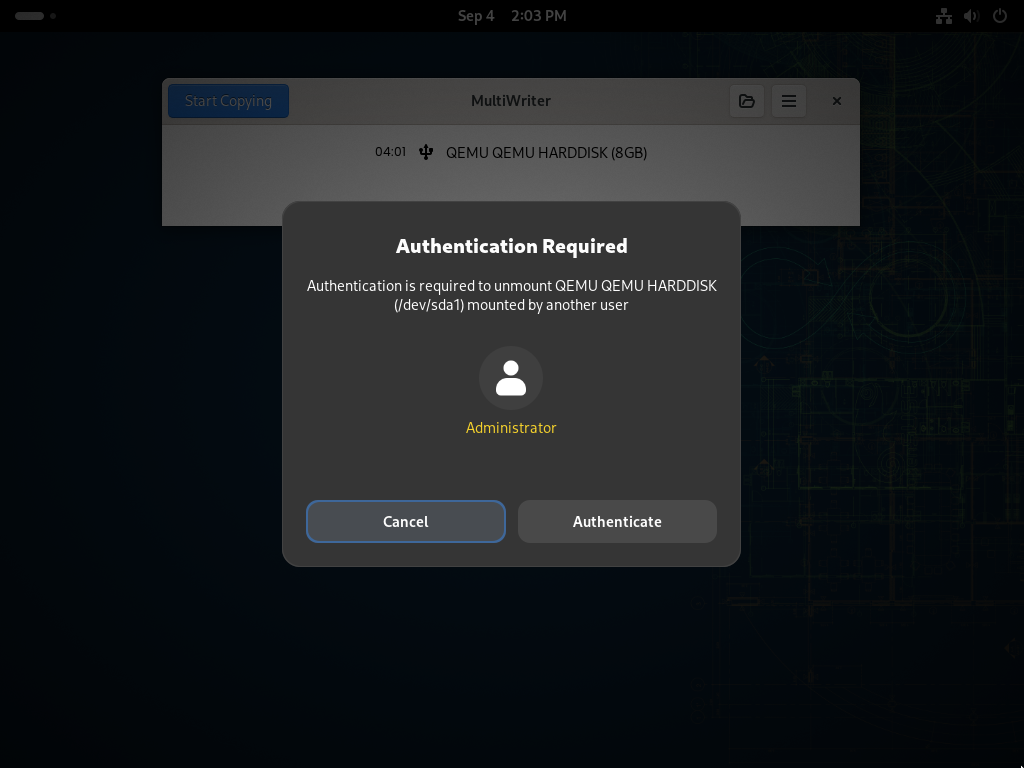 Sep 4 2:03 PM
Start Copying
MultiWriter
04:01 QEMU QEMU HARDDISK (8GB)
Authentication Required
Authentication is required to unmount QEMU QEMU HARDDISK
(/dev/sda1) mounted by another user
Administrator
Cancel
Authenticate